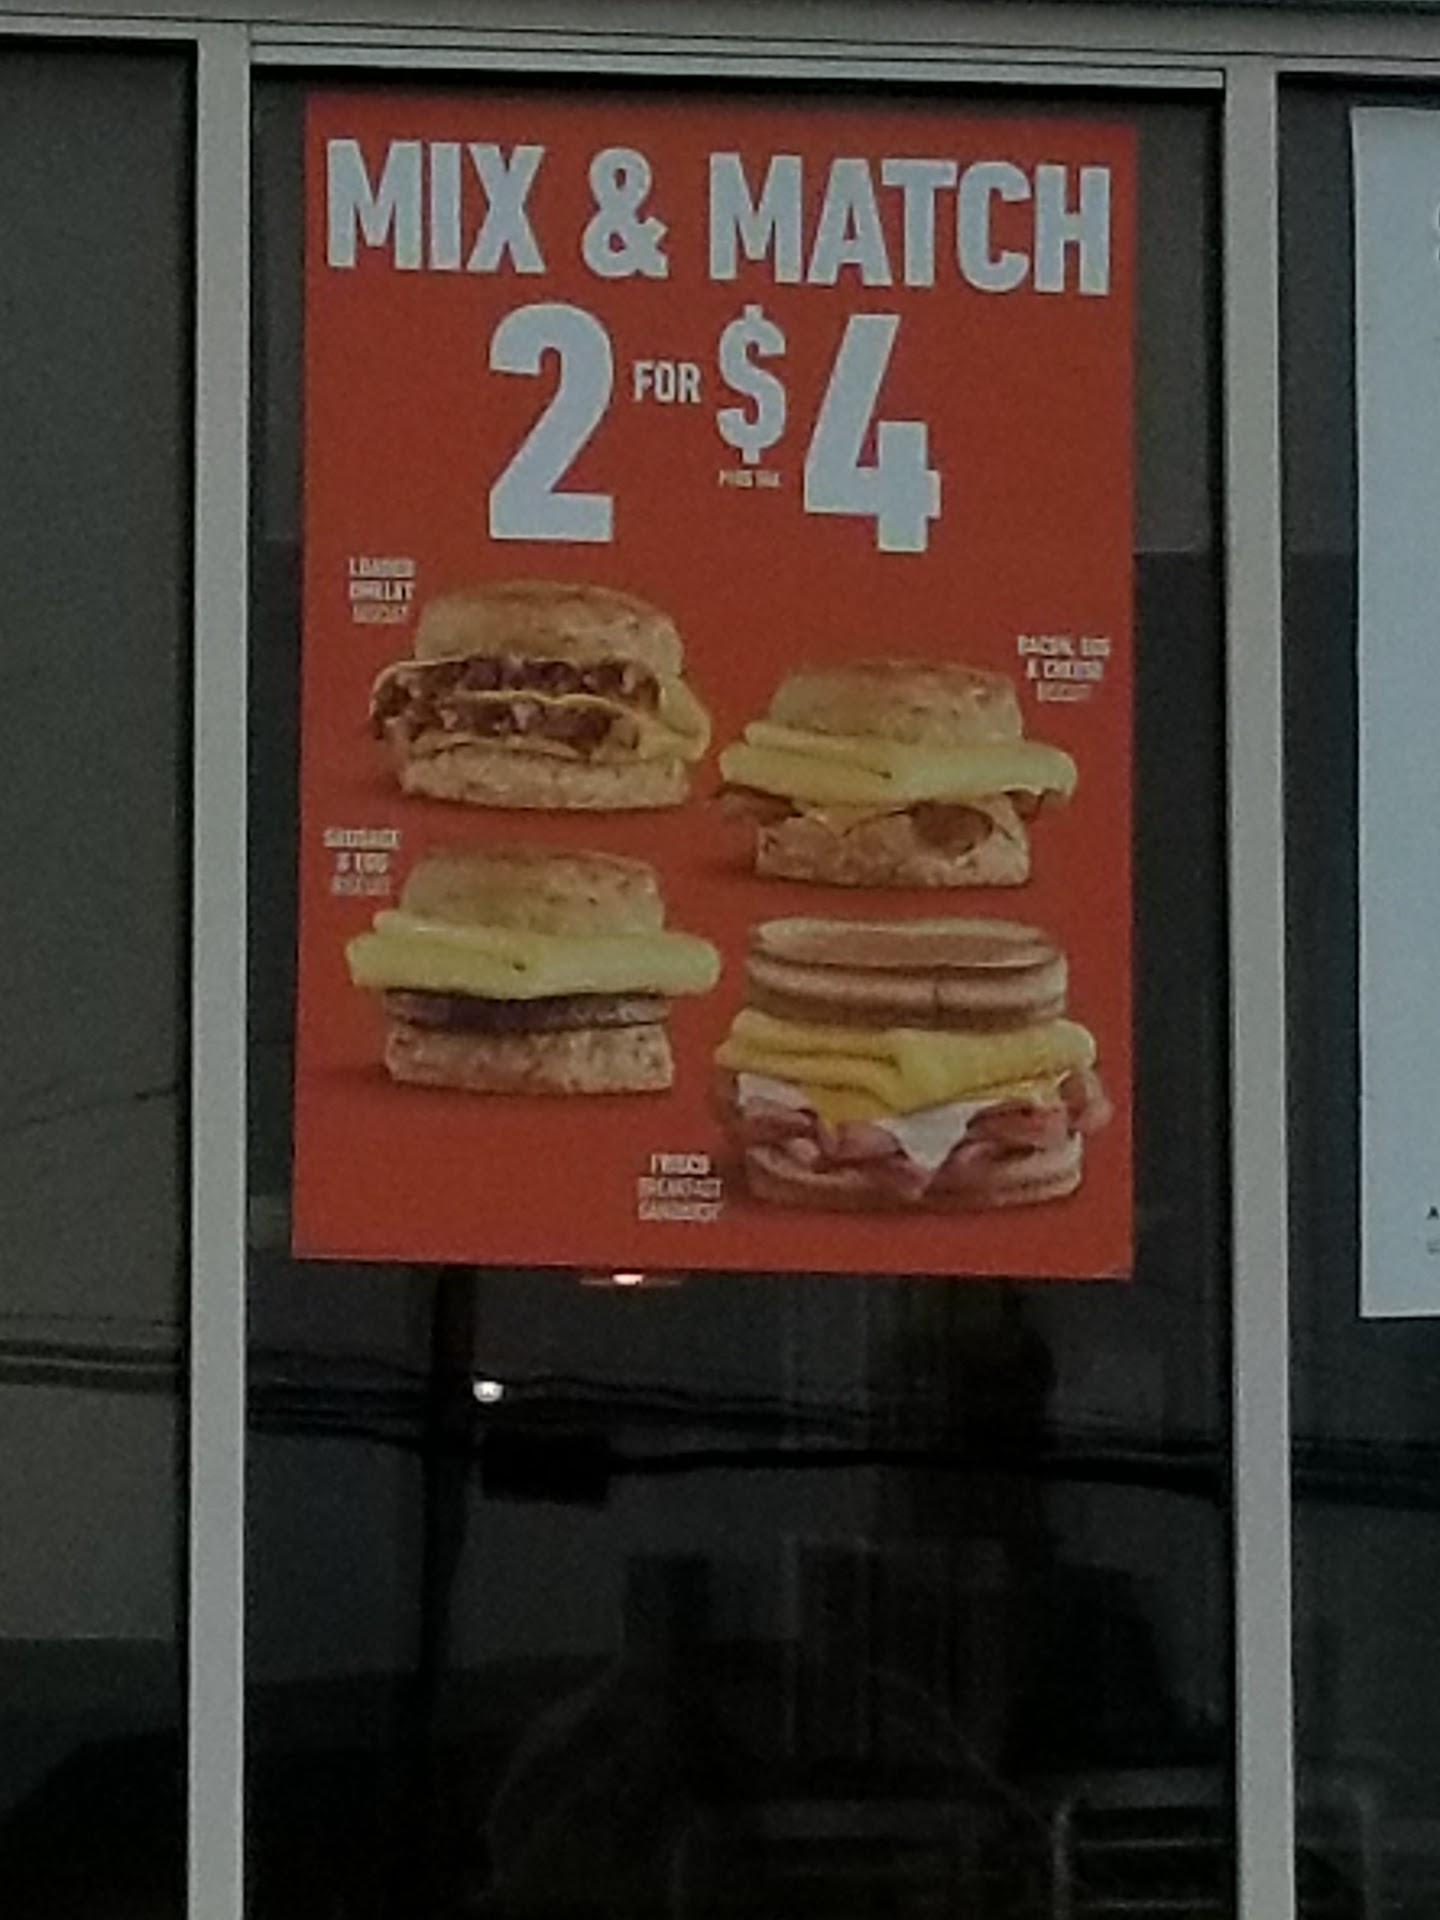 MIX & MATCH
2 FOR $4
PLUS TAX
LOADED
OMELET
BISCUIT
BACON, EGG
& CHEESE
BISCUIT
SAUSAGE
& EGG
BISCUIT
FRISCO
BREAKFAST
SANDWICH